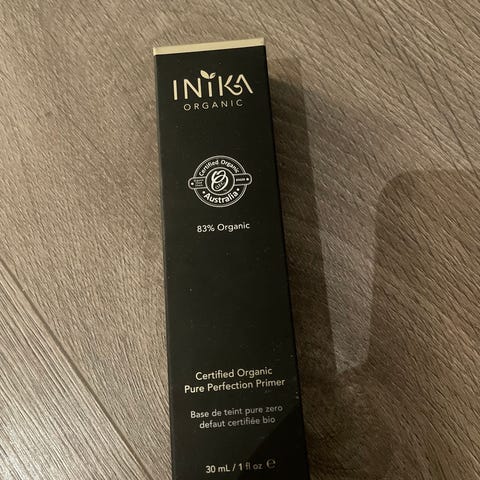 INIKA
ORGANIC
Certified Organic
Australia
83% Organic
Certified Organic
Pure Perfection Primer
Base de teint pure zero
defaut certifiée bio
30 mL / 1 fl oz ℮